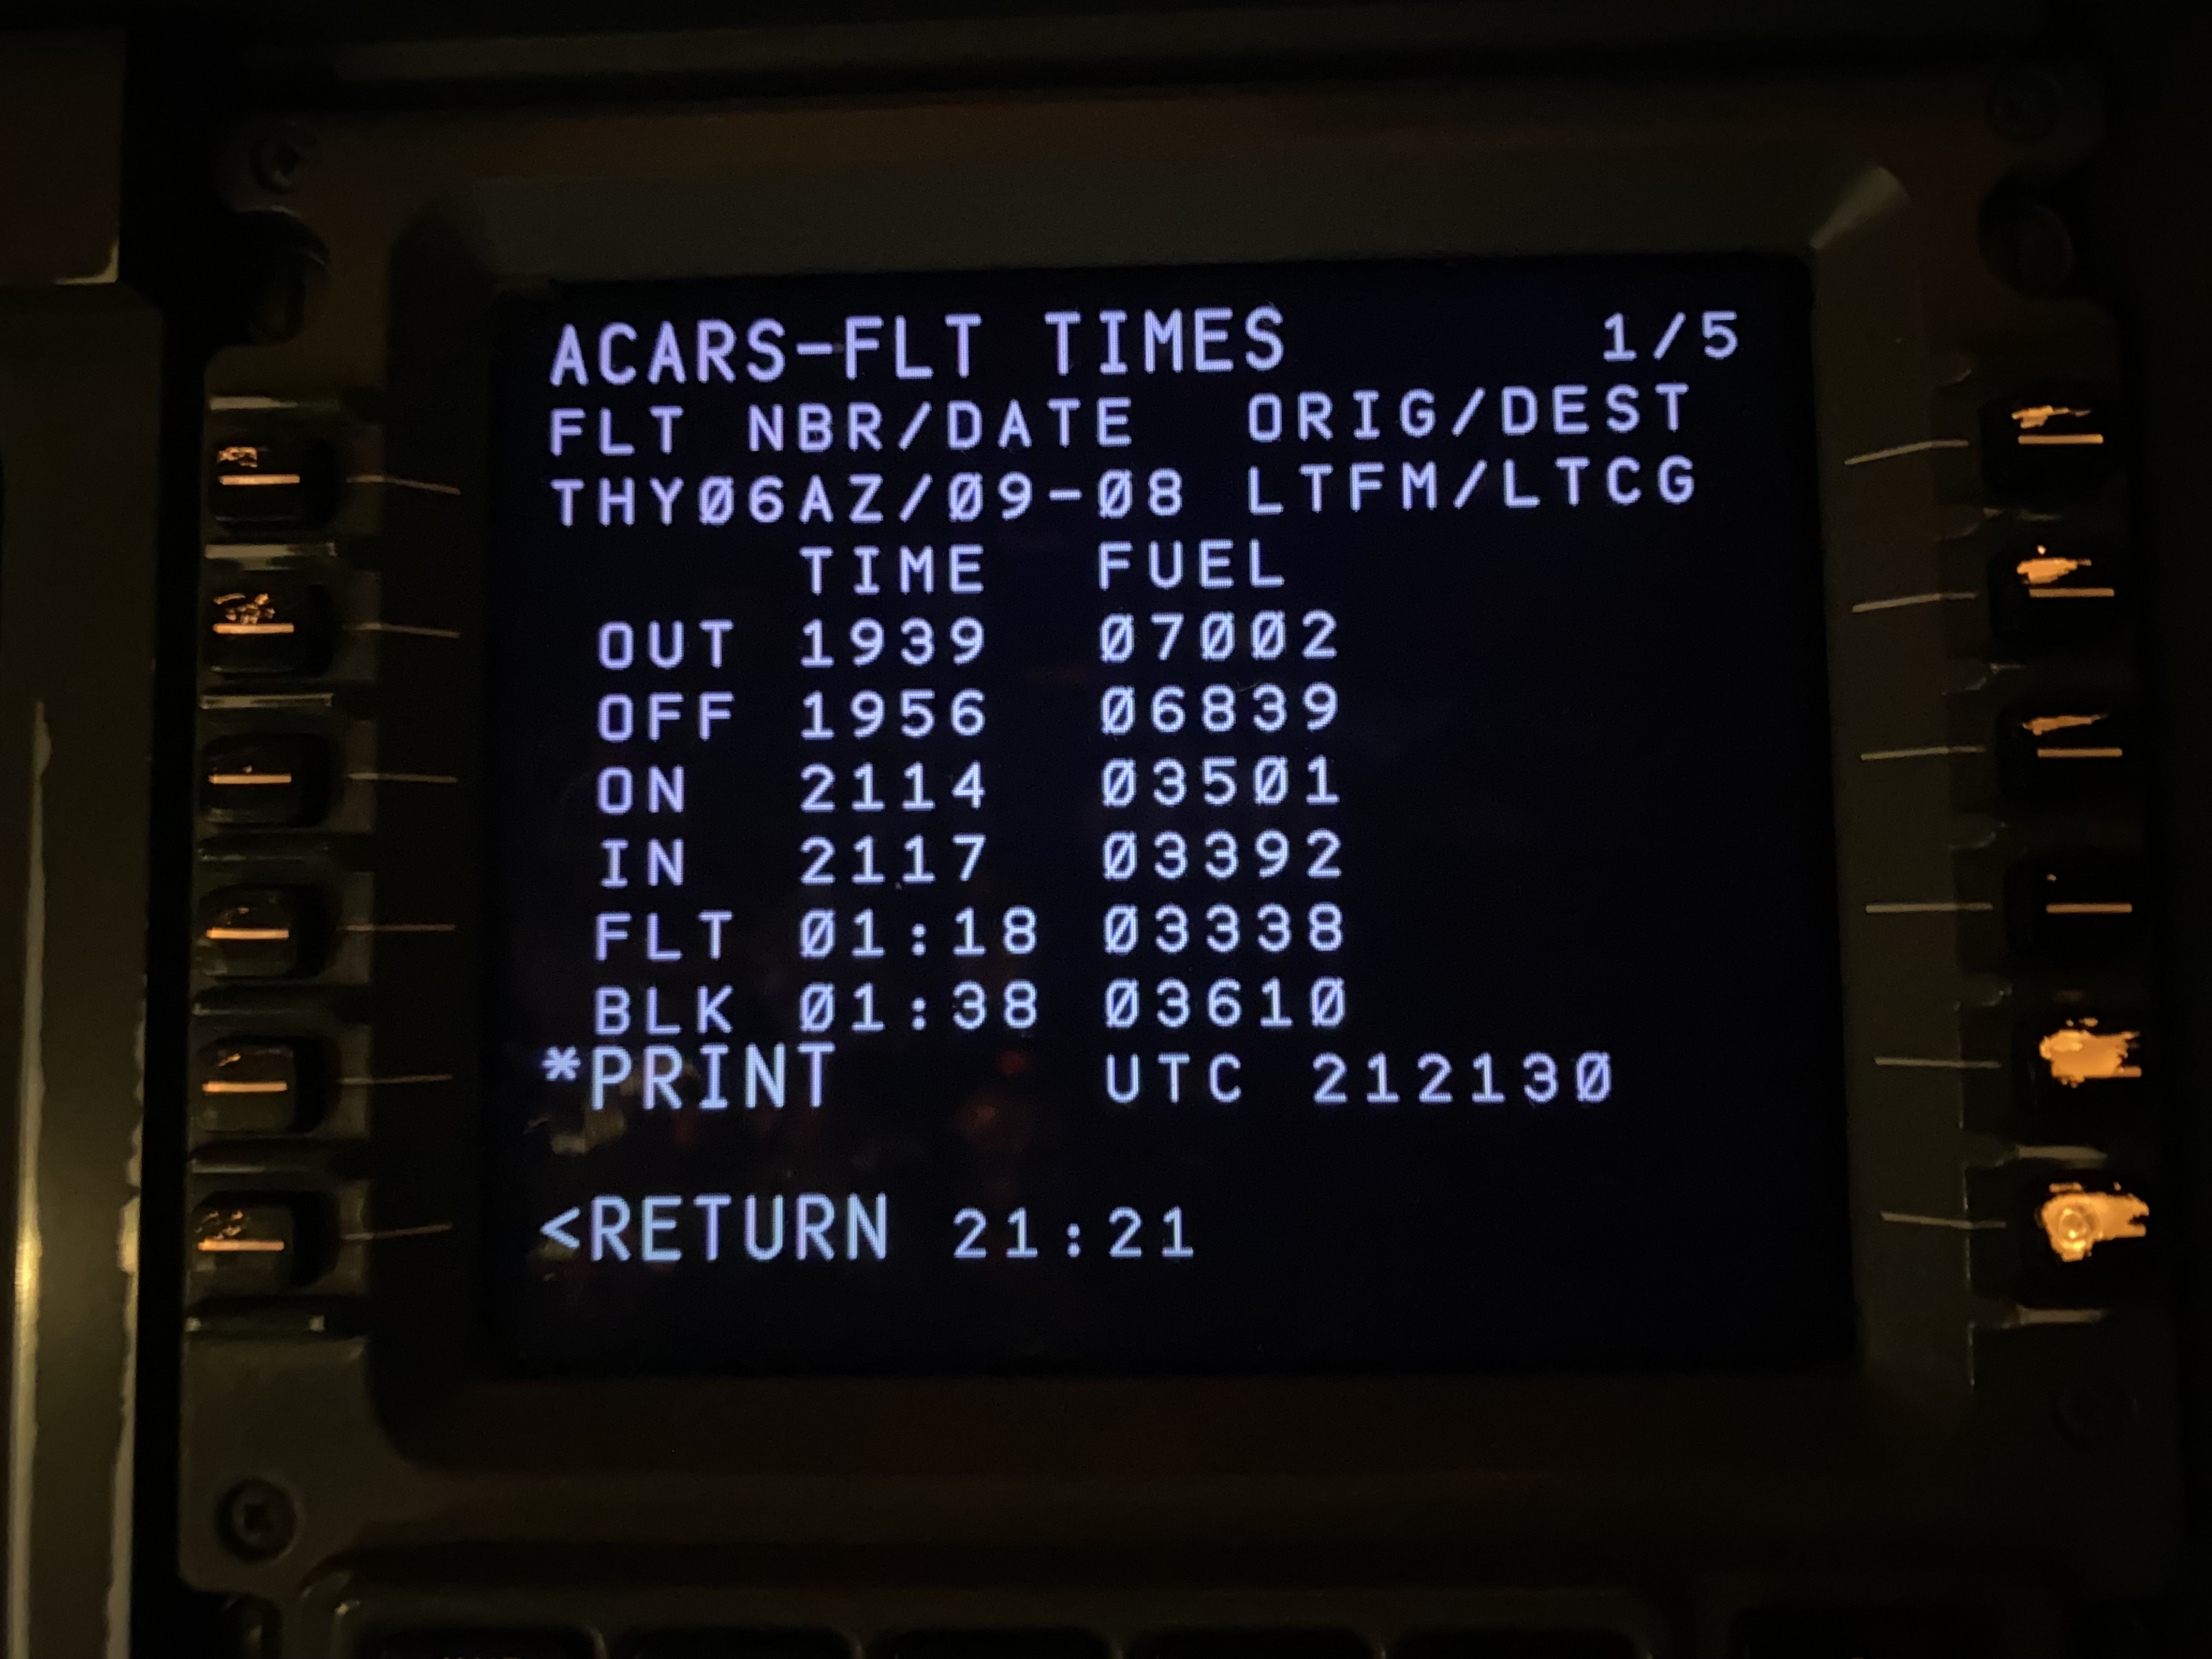 ACARS-FLT TIMES 1/5
FLT NBR/DATE ORIG/DEST
THYØ6AZ/Ø9-Ø8 LTFM/LTCG
TIME FUEL
OUT 1939 Ø7ØØ2
OFF 1956 Ø6839
ON 2114 Ø35Ø1
IN 2117 Ø3392
FLT Ø1:18 Ø3338
BLK Ø1:38 Ø361Ø
*PRINT UTC 21213Ø
<RETURN 21:21